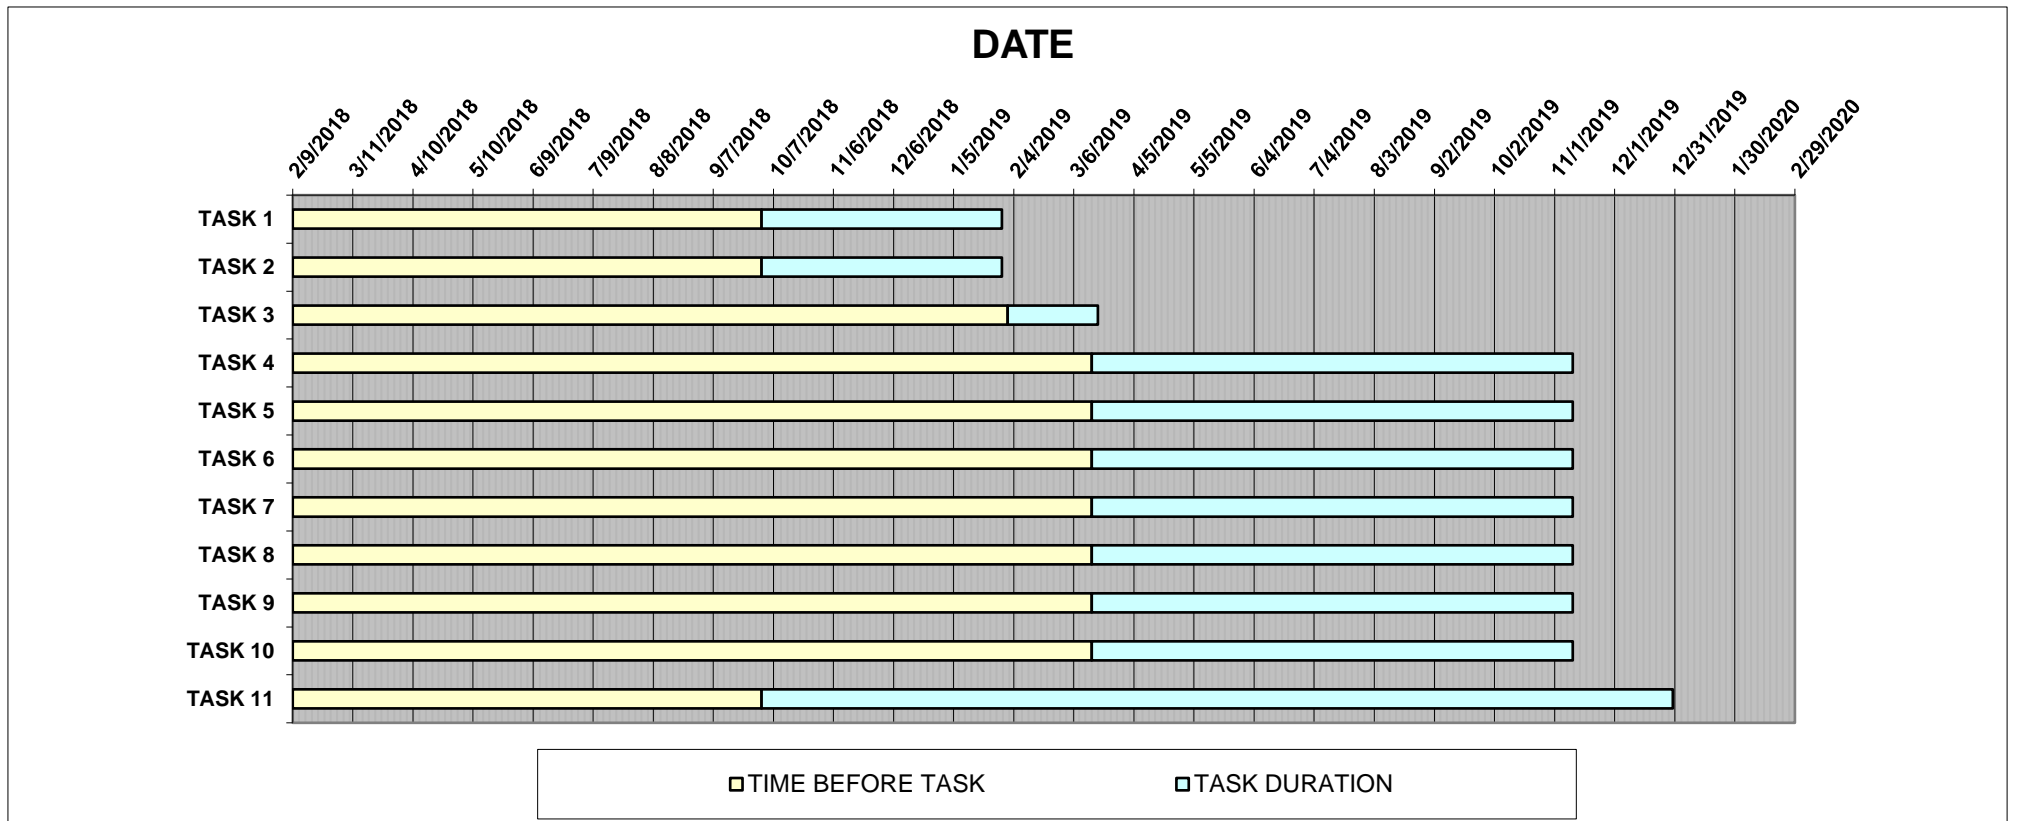 DATE
2/9/2018
3/11/2018
4/10/2018
5/10/2018
6/9/2018
7/9/2018
8/8/2018
9/7/2018
10/7/2018
11/6/2018
12/6/2018
1/5/2019
2/4/2019
3/6/2019
4/5/2019
5/5/2019
6/4/2019
7/4/2019
8/3/2019
9/2/2019
10/2/2019
11/1/2019
12/1/2019
12/31/2019
1/30/2020
2/29/2020
TASK 1
TASK 2
TASK 3
TASK 4
TASK 5
TASK 6
TASK 7
TASK 8
TASK 9
TASK 10
TASK 11
TIME BEFORE TASK
TASK DURATION